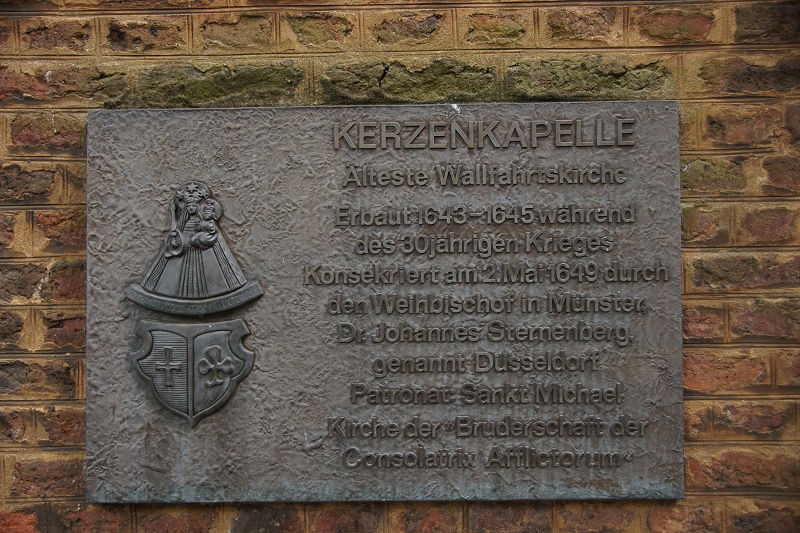 KERZENKAPELLE
Älteste Wallfahrtskirche
Erbaut 1643-1645 während
des 30jährigen Krieges
Konsekriert am 2. Mai 1649 durch
den Weihbischof in Münster,
Dr. Johannes Sternenberg,
genannt Düsseldorf
Patronat: Sankt Michael
Kirche der »Bruderschaft der
Consolatrix Afflictorum«